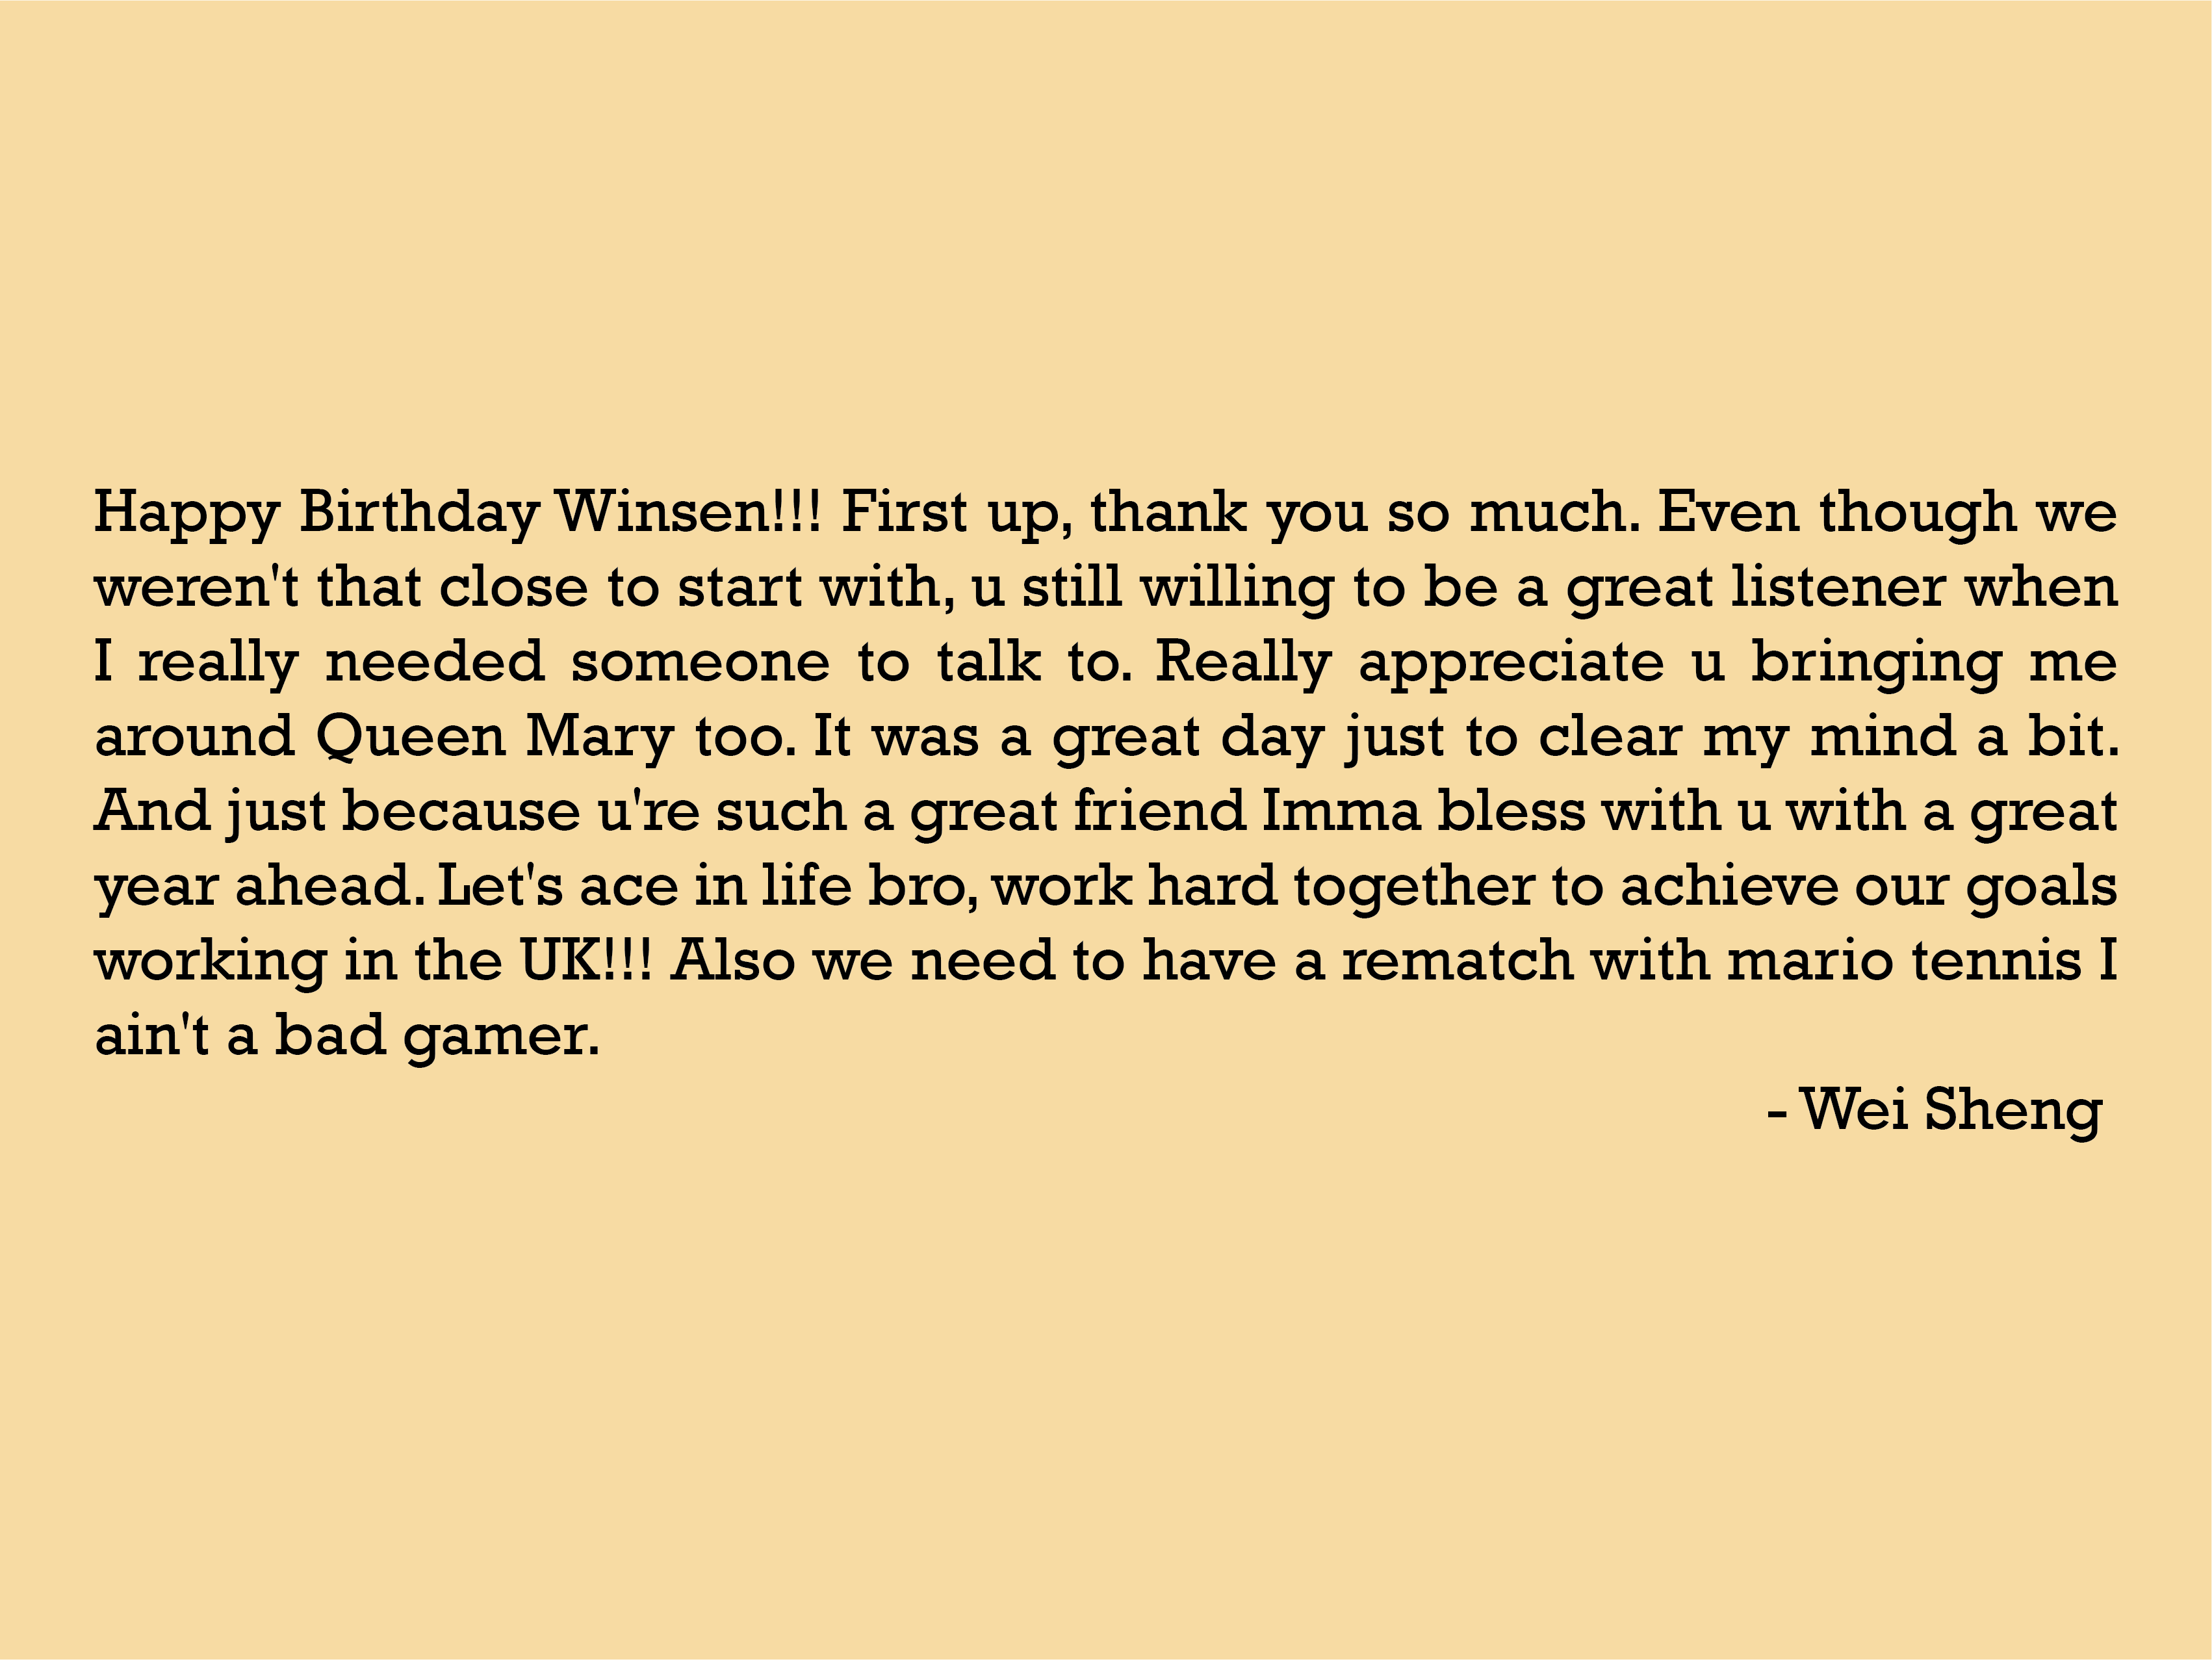 Happy Birthday Winsen!!! First up, thank you so much. Even though we
weren't that close to start with, u still willing to be a great listener when
I really needed someone to talk to. Really appreciate u bringing me
around Queen Mary too. It was a great day just to clear my mind a bit.
And just because u're such a great friend Imma bless with u with a great
year ahead. Let's ace in life bro, work hard together to achieve our goals
working in the UK!!! Also we need to have a rematch with mario tennis I
ain't a bad gamer.
- Wei Sheng